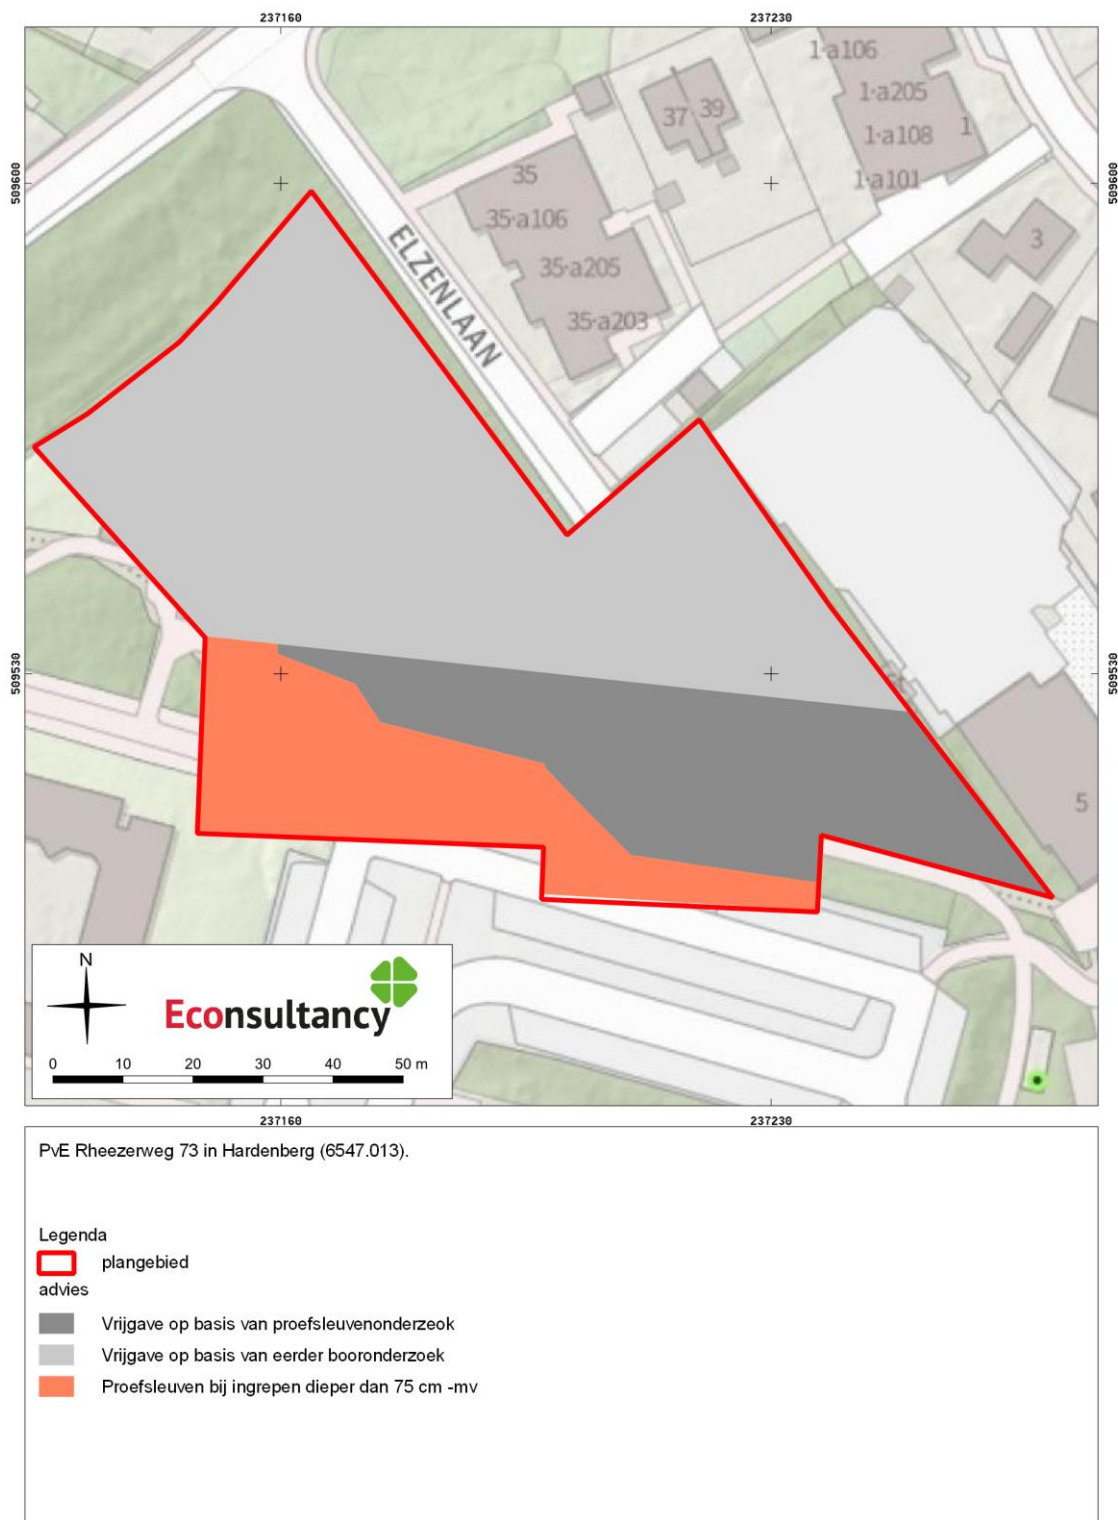 237160
237230
509600
509600
1-a106
1-a205
1-a108
1
1-a101
37
39
35
35-a106
35-a205
35-a203
3
ELZENLAAN
509530
509530
5
N
Econsultancy
0 10 20 30 40 50 m
237160
237230
PvE Rheezerweg 73 in Hardenberg (6547.013).
Legenda
plangebied
advies
Vrijgave op basis van proefsleuvenonderzeok
Vrijgave op basis van eerder booronderzoek
Proefsleuven bij ingrepen dieper dan 75 cm -mv